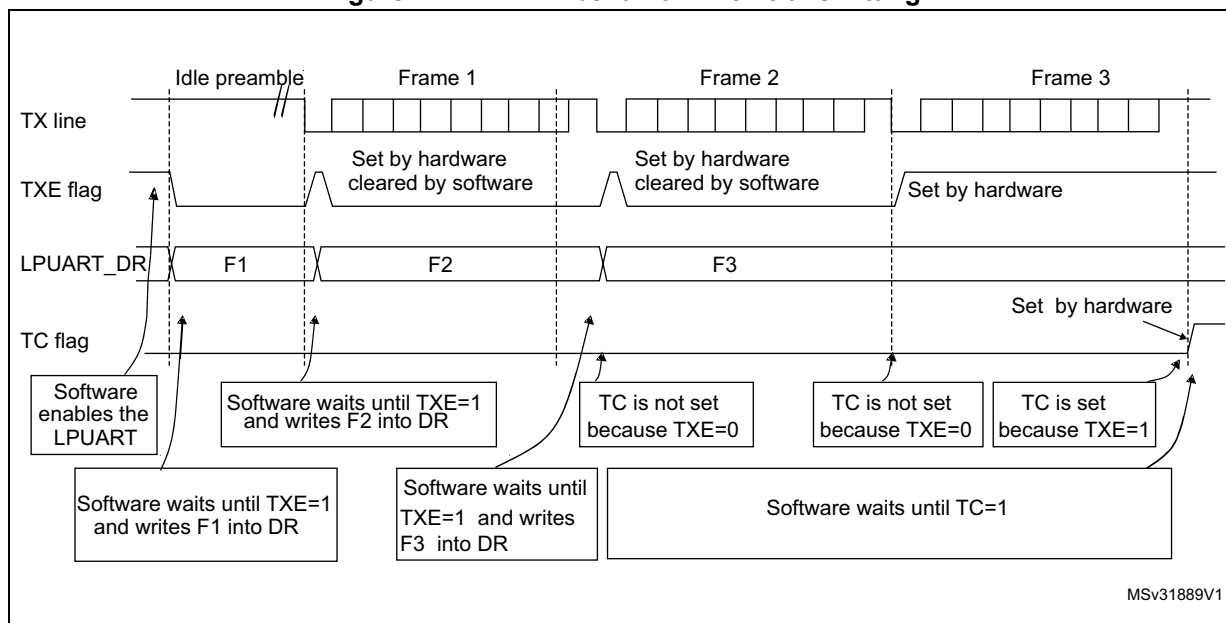 Idle preamble
Frame 1
Frame 2
Frame 3
TX line
TXE flag
Set by hardware
cleared by software
Set by hardware
cleared by software
Set by hardware
LPUART_DR
F1
F2
F3
TC flag
Set by hardware
Software
enables the
LPUART
Software waits until TXE=1
and writes F2 into DR
TC is not set
because TXE=0
TC is not set
because TXE=0
TC is set
because TXE=1
Software waits until TXE=1
and writes F1 into DR
Software waits until
TXE=1 and writes
F3 into DR
Software waits until TC=1
MSv31889V1